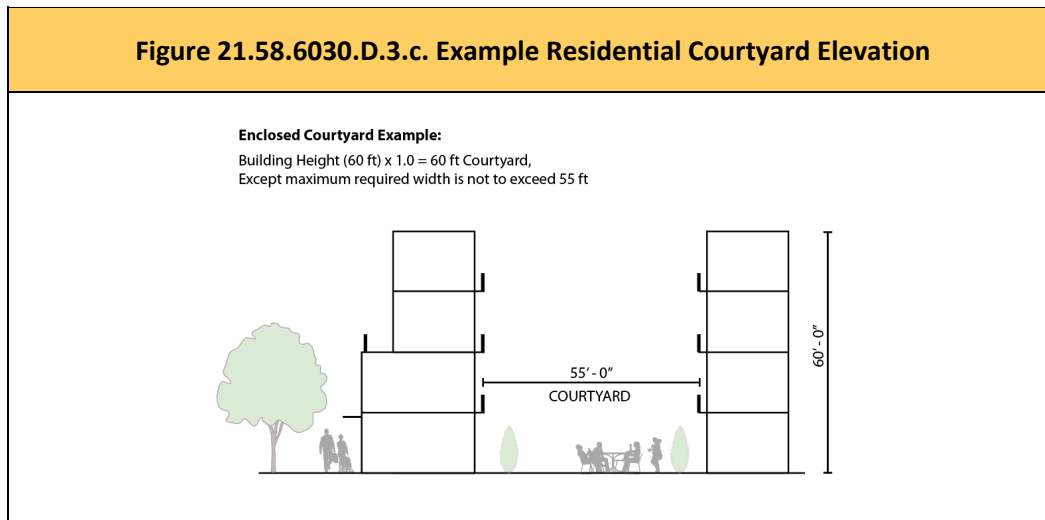 Figure 21.58.6030.D.3.c. Example Residential Courtyard Elevation
Enclosed Courtyard Example:
Building Height (60 ft) x 1.0 = 60 ft Courtyard,
Except maximum required width is not to exceed 55 ft
55' - 0"
COURTYARD
60' - 0"